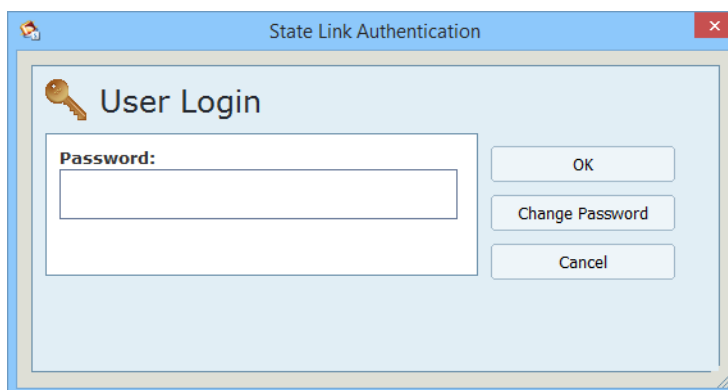 State Link Authentication
User Login
Password:
OK
Change Password
Cancel